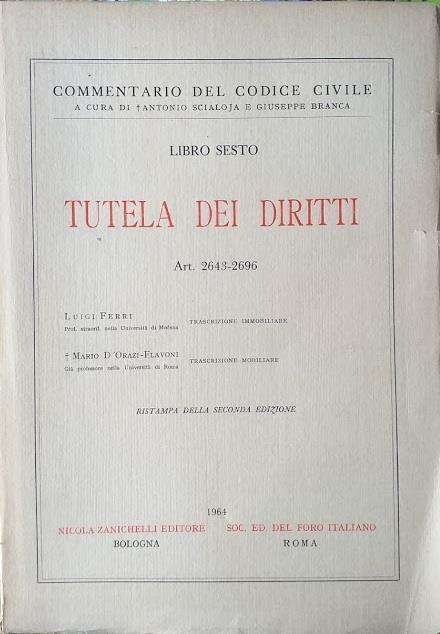 COMMENTARIO DEL CODICE CIVILE
A CURA DI † ANTONIO SCIALOJA E GIUSEPPE BRANCA
LIBRO SESTO
TUTELA DEI DIRITTI
Art. 2643-2696
LUIGI FERRI
Prof. straord. nella Università di Modena
TRASCRIZIONE IMMOBILIARE
† MARIO D'ORAZI-FLAVONI
Già professore nella Università di Roma
TRASCRIZIONE MOBILIARE
RISTAMPA DELLA SECONDA EDIZIONE
1964
NICOLA ZANICHELLI EDITORE SOC. ED. DEL FORO ITALIANO
BOLOGNA ROMA